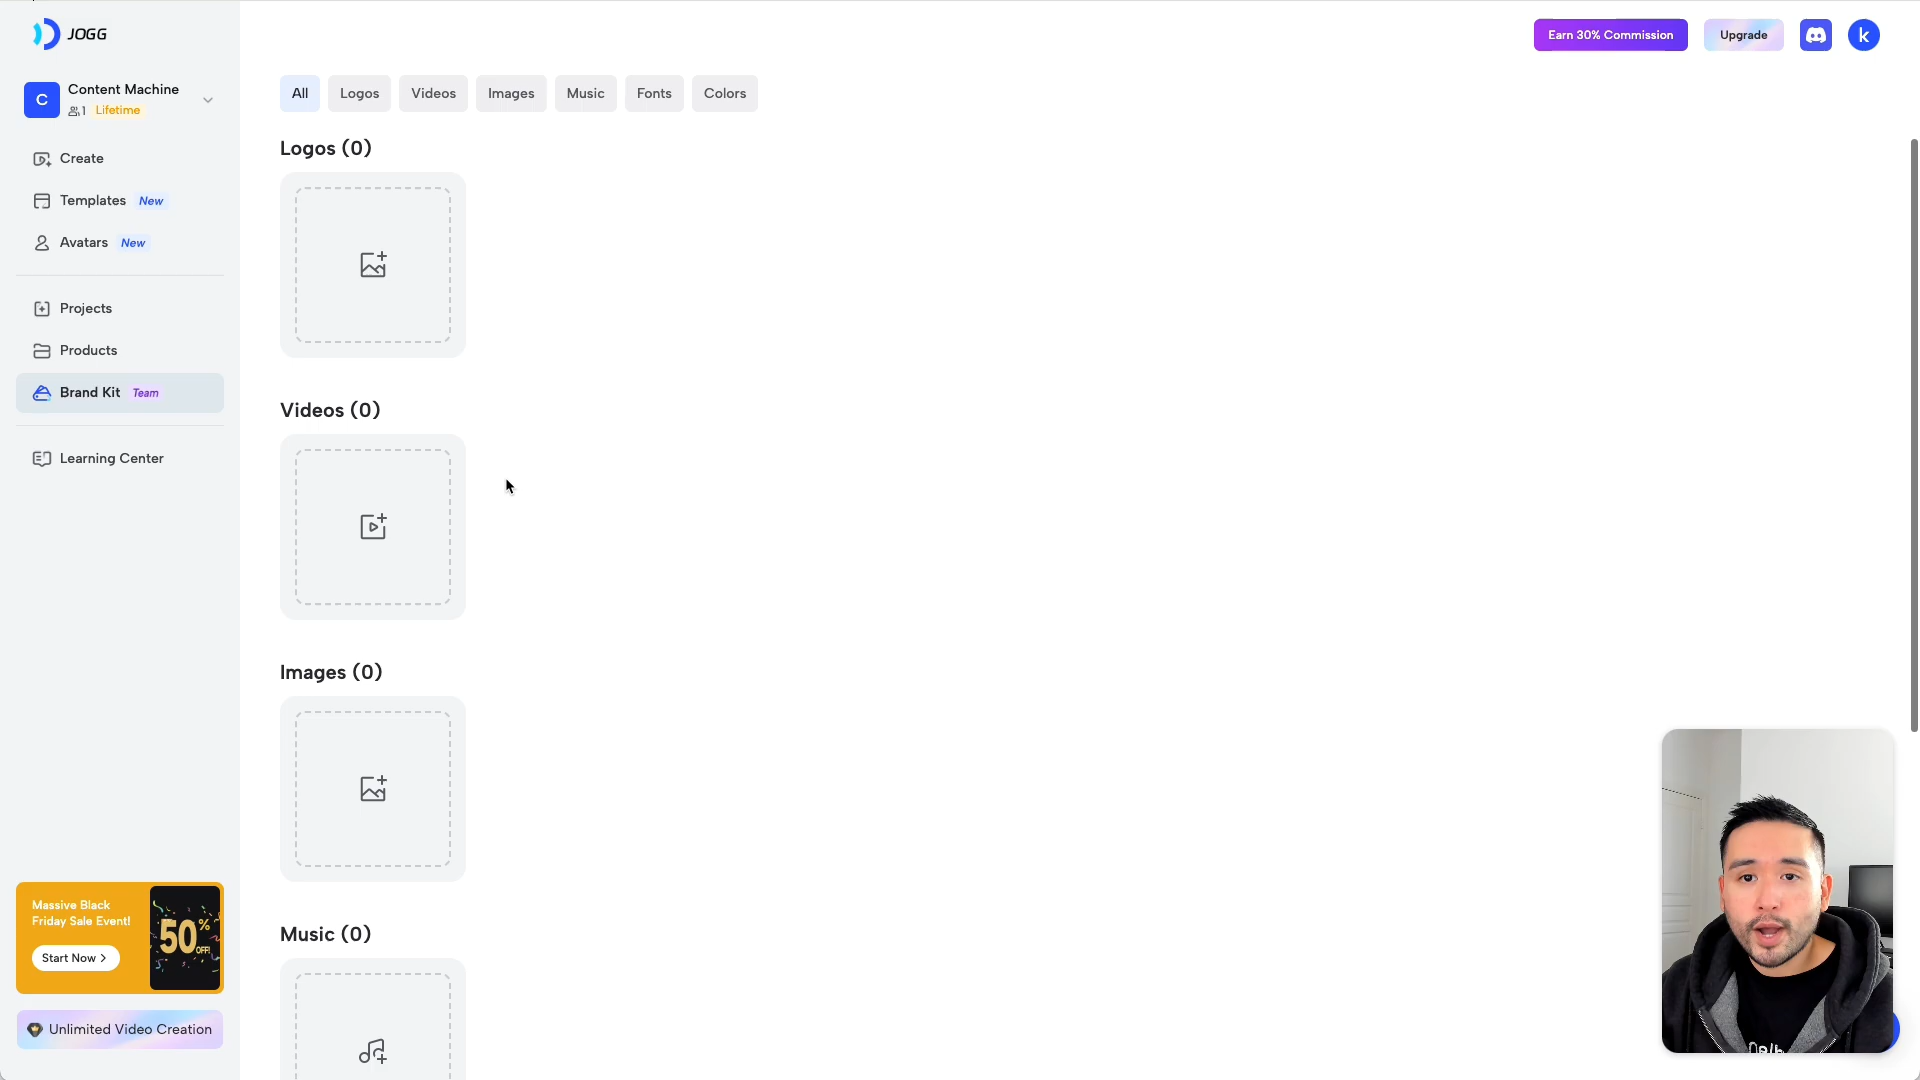 JOGG
C
Content Machine
1 Lifetime
Create
Templates New
Avatars New
Projects
Products
Brand Kit Team
Learning Center
Massive Black
Friday Sale Event!
Start Now >
50%
OFF!
Unlimited Video Creation
Earn 30% Commission
Upgrade
k
All
Logos
Videos
Images
Music
Fonts
Colors
Logos (0)
Videos (0)
Images (0)
Music (0)